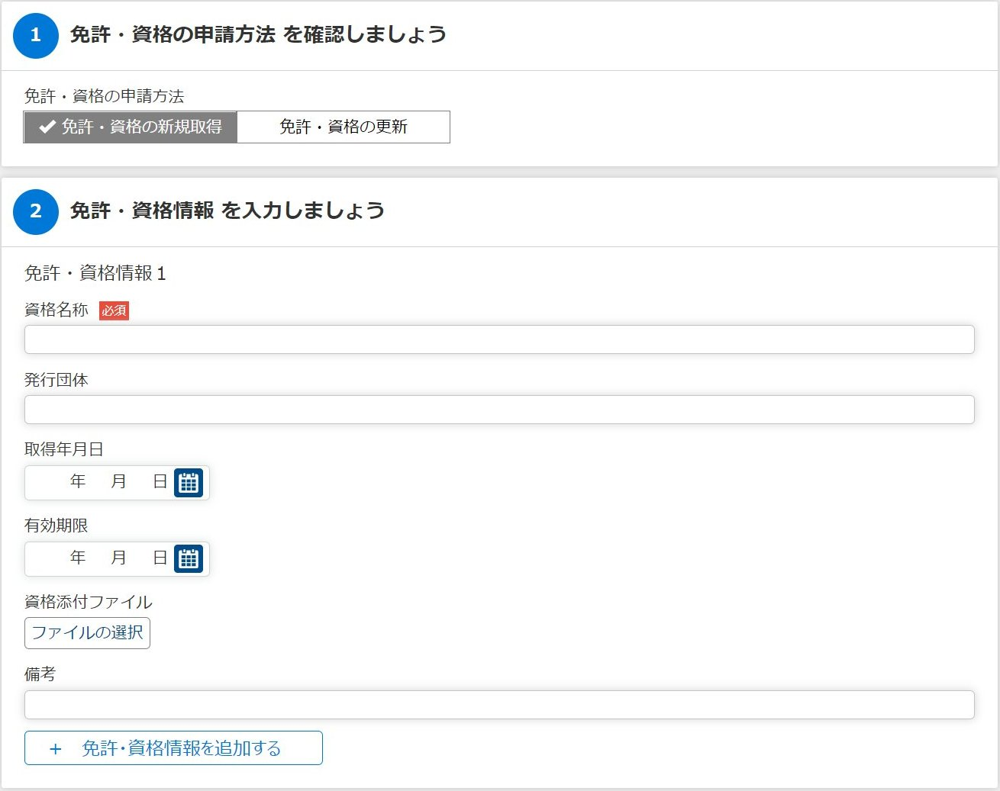 1 免許・資格の申請方法 を確認しましょう
免許・資格の申請方法
免許・資格の新規取得 免許・資格の更新
2 免許・資格情報 を入力しましょう
免許・資格情報 1
資格名称 必須
発行団体
取得年月日
年 月 日
有効期限
年 月 日
資格添付ファイル
ファイルの選択
備考
+ 免許・資格情報を追加する